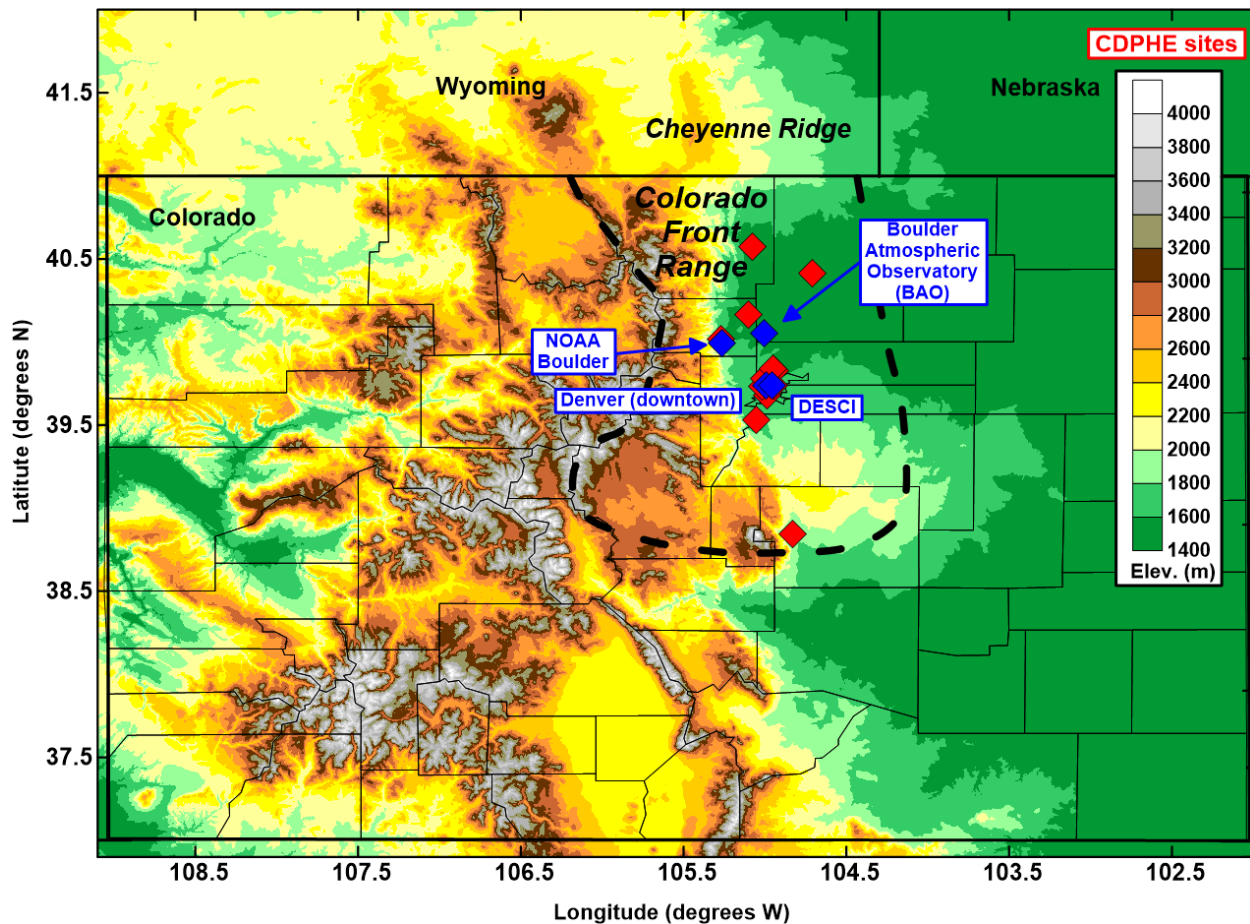 CDPHE sites
Wyoming
Nebraska
Cheyenne Ridge
Colorado
Colorado
Front
Range
Boulder
Atmospheric
Observatory
(BAO)
NOAA
Boulder
Denver (downtown)
DESCI
4000
3800
3600
3400
3200
3000
2800
2600
2400
2200
2000
1800
1600
1400
Elev. (m)
41.5
40.5
39.5
38.5
37.5
Latitute (degrees N)
108.5
107.5
106.5
105.5
104.5
103.5
102.5
Longitude (degrees W)